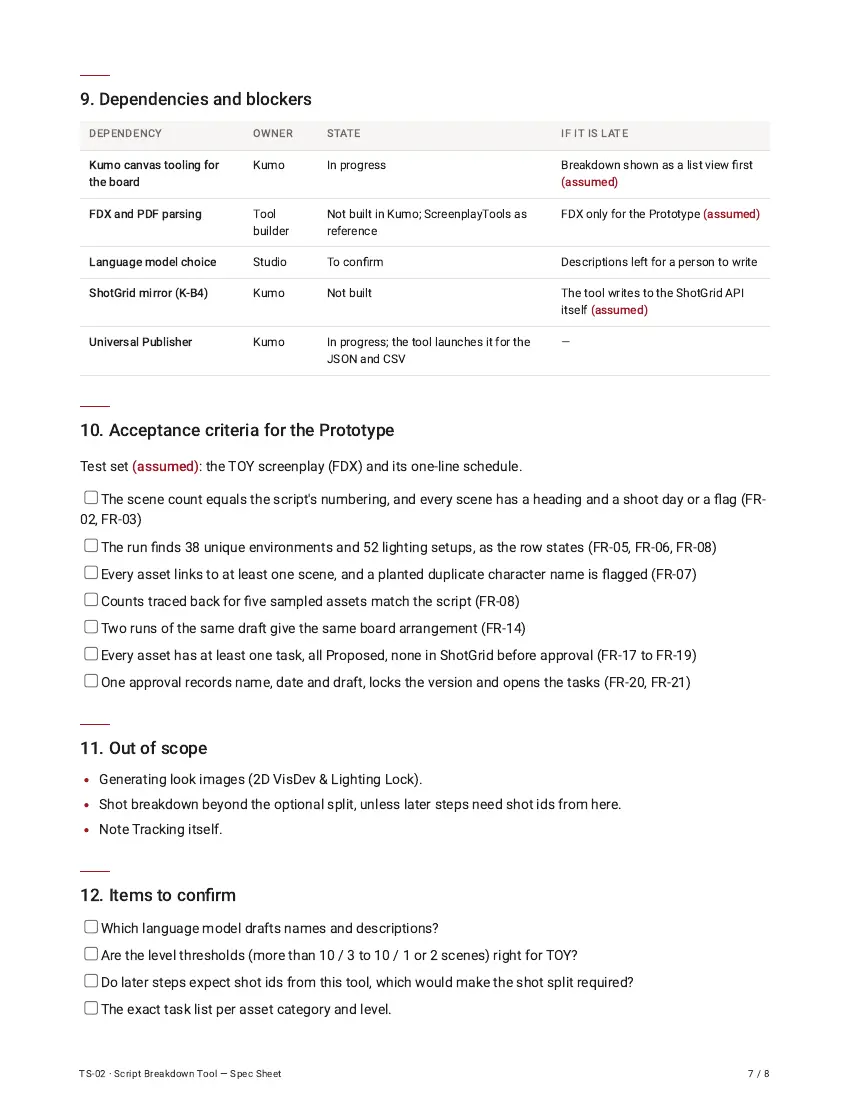 9. Dependencies and blockers
DEPENDENCY OWNER STATE IF IT IS LATE
Kumo canvas tooling for the board Kumo In progress Breakdown shown as a list view first (assumed)
FDX and PDF parsing Tool builder Not built in Kumo; ScreenplayTools as reference FDX only for the Prototype (assumed)
Language model choice Studio To confirm Descriptions left for a person to write
ShotGrid mirror (K-B4) Kumo Not built The tool writes to the ShotGrid API itself (assumed)
Universal Publisher Kumo In progress; the tool launches it for the JSON and CSV —
10. Acceptance criteria for the Prototype
Test set (assumed): the TOY screenplay (FDX) and its one-line schedule.
The scene count equals the script's numbering, and every scene has a heading and a shoot day or a flag (FR-
02, FR-03)
The run finds 38 unique environments and 52 lighting setups, as the row states (FR-05, FR-06, FR-08)
Every asset links to at least one scene, and a planted duplicate character name is flagged (FR-07)
Counts traced back for five sampled assets match the script (FR-08)
Two runs of the same draft give the same board arrangement (FR-14)
Every asset has at least one task, all Proposed, none in ShotGrid before approval (FR-17 to FR-19)
One approval records name, date and draft, locks the version and opens the tasks (FR-20, FR-21)
11. Out of scope
• Generating look images (2D VisDev & Lighting Lock).
• Shot breakdown beyond the optional split, unless later steps need shot ids from here.
• Note Tracking itself.
12. Items to confirm
Which language model drafts names and descriptions?
Are the level thresholds (more than 10 / 3 to 10 / 1 or 2 scenes) right for TOY?
Do later steps expect shot ids from this tool, which would make the shot split required?
The exact task list per asset category and level.
TS-02 · Script Breakdown Tool — Spec Sheet 7 / 8